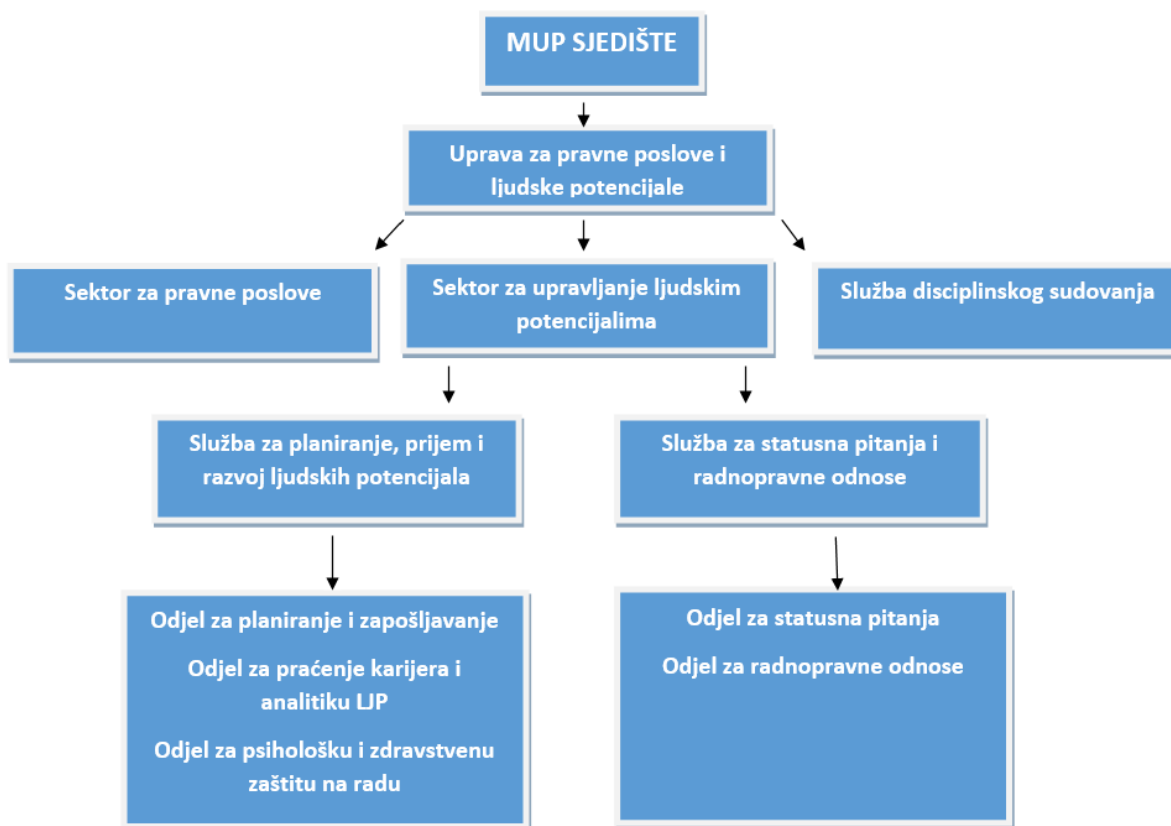 MUP SJEDIŠTE
Uprava za pravne poslove i
ljudske potencijale
Sektor za pravne poslove
Sektor za upravljanje ljudskim
potencijalima
Služba disciplinskog sudovanja
Služba za planiranje, prijem i
razvoj ljudskih potencijala
Služba za statusna pitanja i
radnopravne odnose
Odjel za planiranje i zapošljavanje
Odjel za praćenje karijera i
analitiku LJP
Odjel za psihološku i zdravstvenu
zaštitu na radu
Odjel za statusna pitanja
Odjel za radnopravne odnose